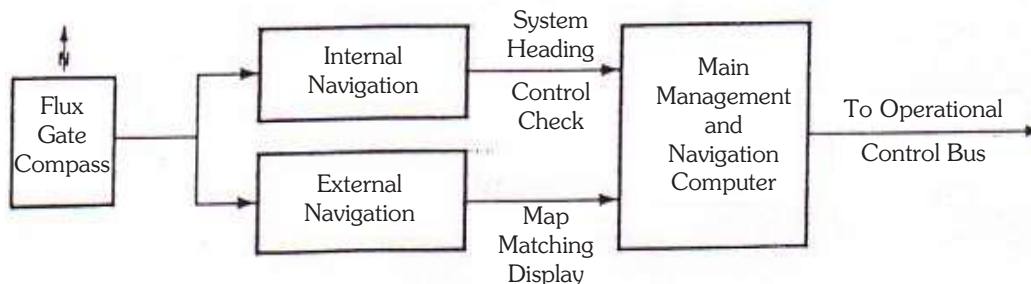 N
Flux
Gate
Compass
Internal
Navigation
External
Navigation
System
Heading
Control
Check
Map
Matching
Display
Main
Management
and
Navigation
Computer
To Operational
Control Bus